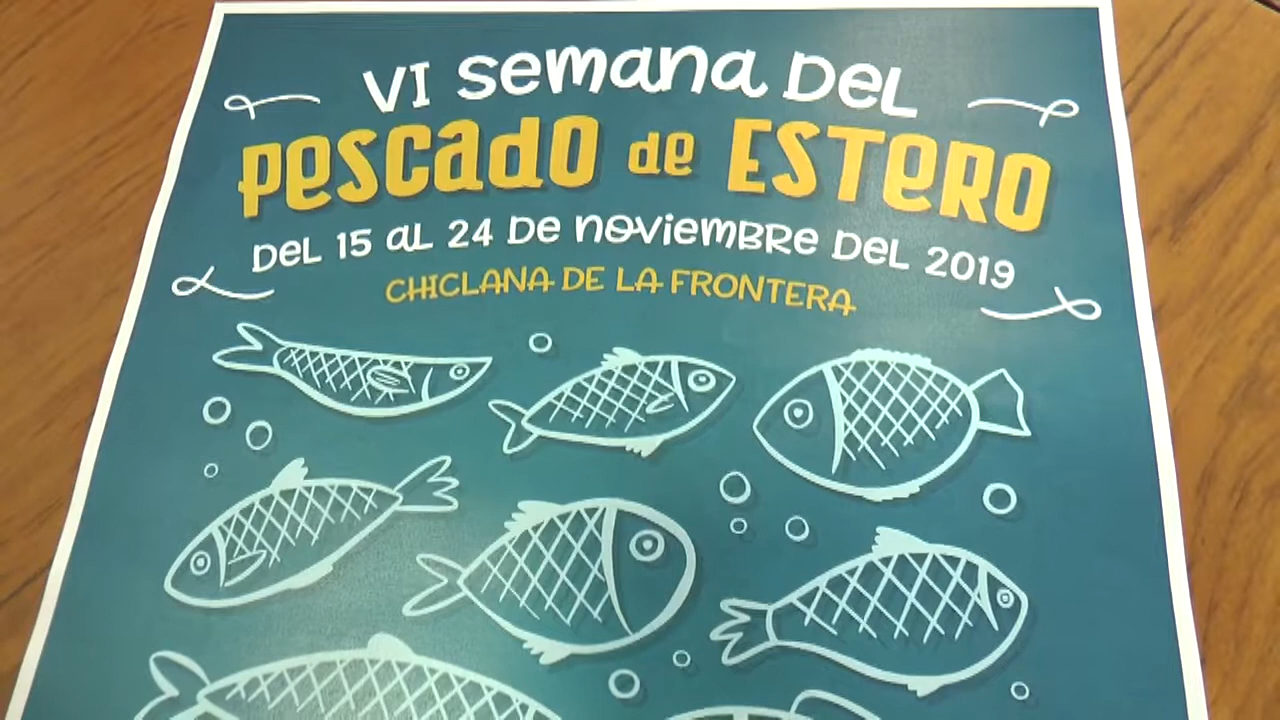 VI Semana del
Pescado de Estero
del 15 al 24 de noviembre del 2019
CHICLANA DE LA FRONTERA